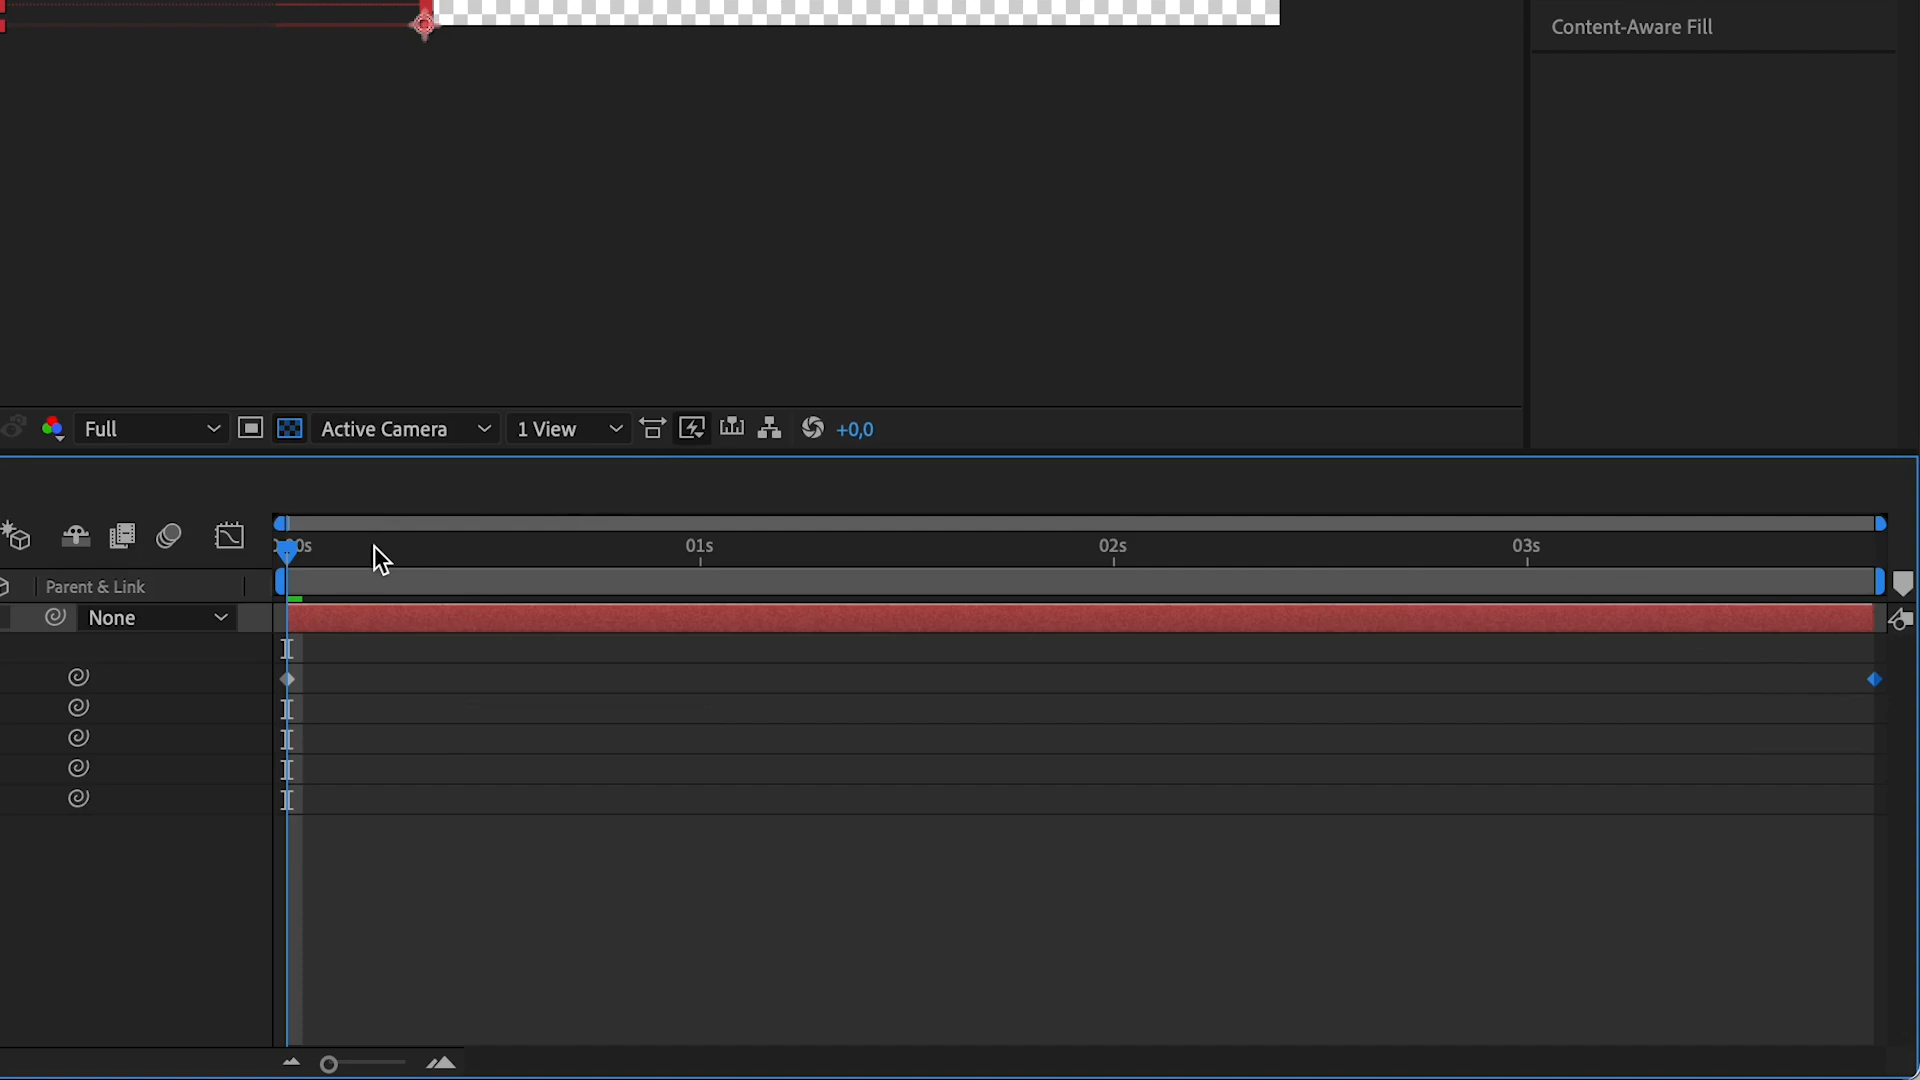 Content-Aware Fill
Full
Active Camera
1 View
+0,0
01s
02s
03s
Parent & Link
None